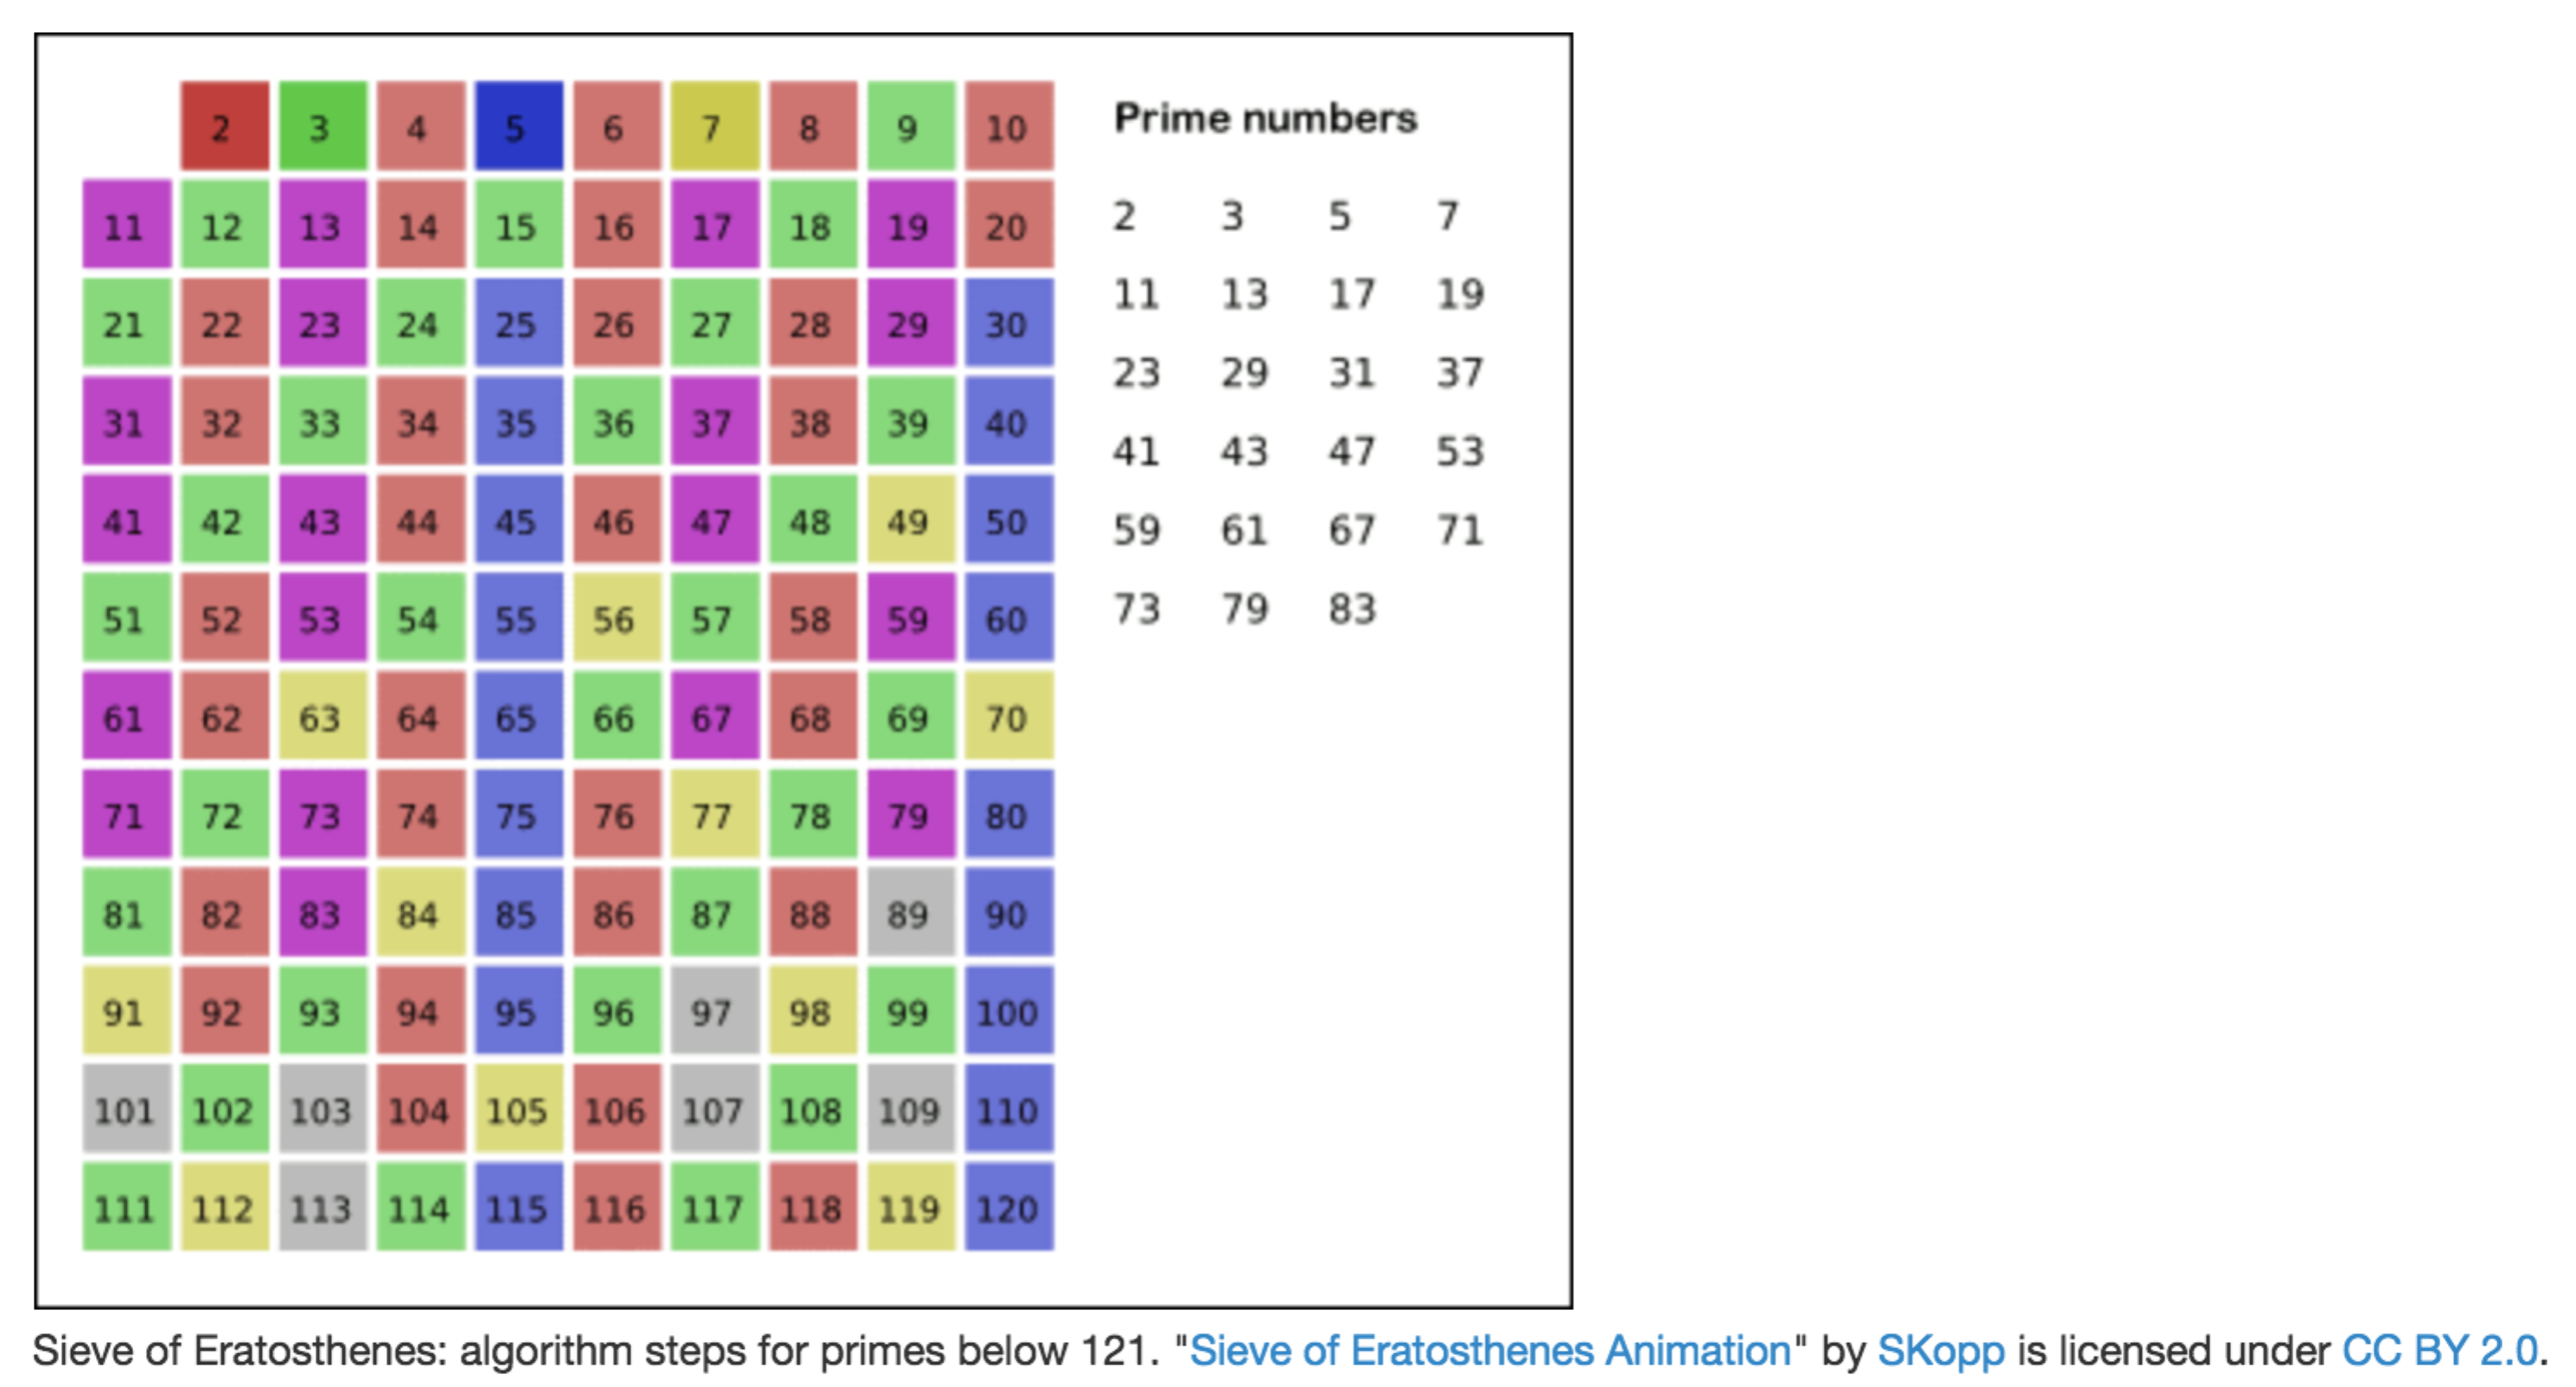 2 3 4 5 6 7 8 9 10
11 12 13 14 15 16 17 18 19 20
21 22 23 24 25 26 27 28 29 30
31 32 33 34 35 36 37 38 39 40
41 42 43 44 45 46 47 48 49 50
51 52 53 54 55 56 57 58 59 60
61 62 63 64 65 66 67 68 69 70
71 72 73 74 75 76 77 78 79 80
81 82 83 84 85 86 87 88 89 90
91 92 93 94 95 96 97 98 99 100
101 102 103 104 105 106 107 108 109 110
111 112 113 114 115 116 117 118 119 120
Prime numbers
2 3 5 7
11 13 17 19
23 29 31 37
41 43 47 53
59 61 67 71
73 79 83
Sieve of Eratosthenes: algorithm steps for primes below 121. "Sieve of Eratosthenes Animation" by SKopp is licensed under CC BY 2.0.